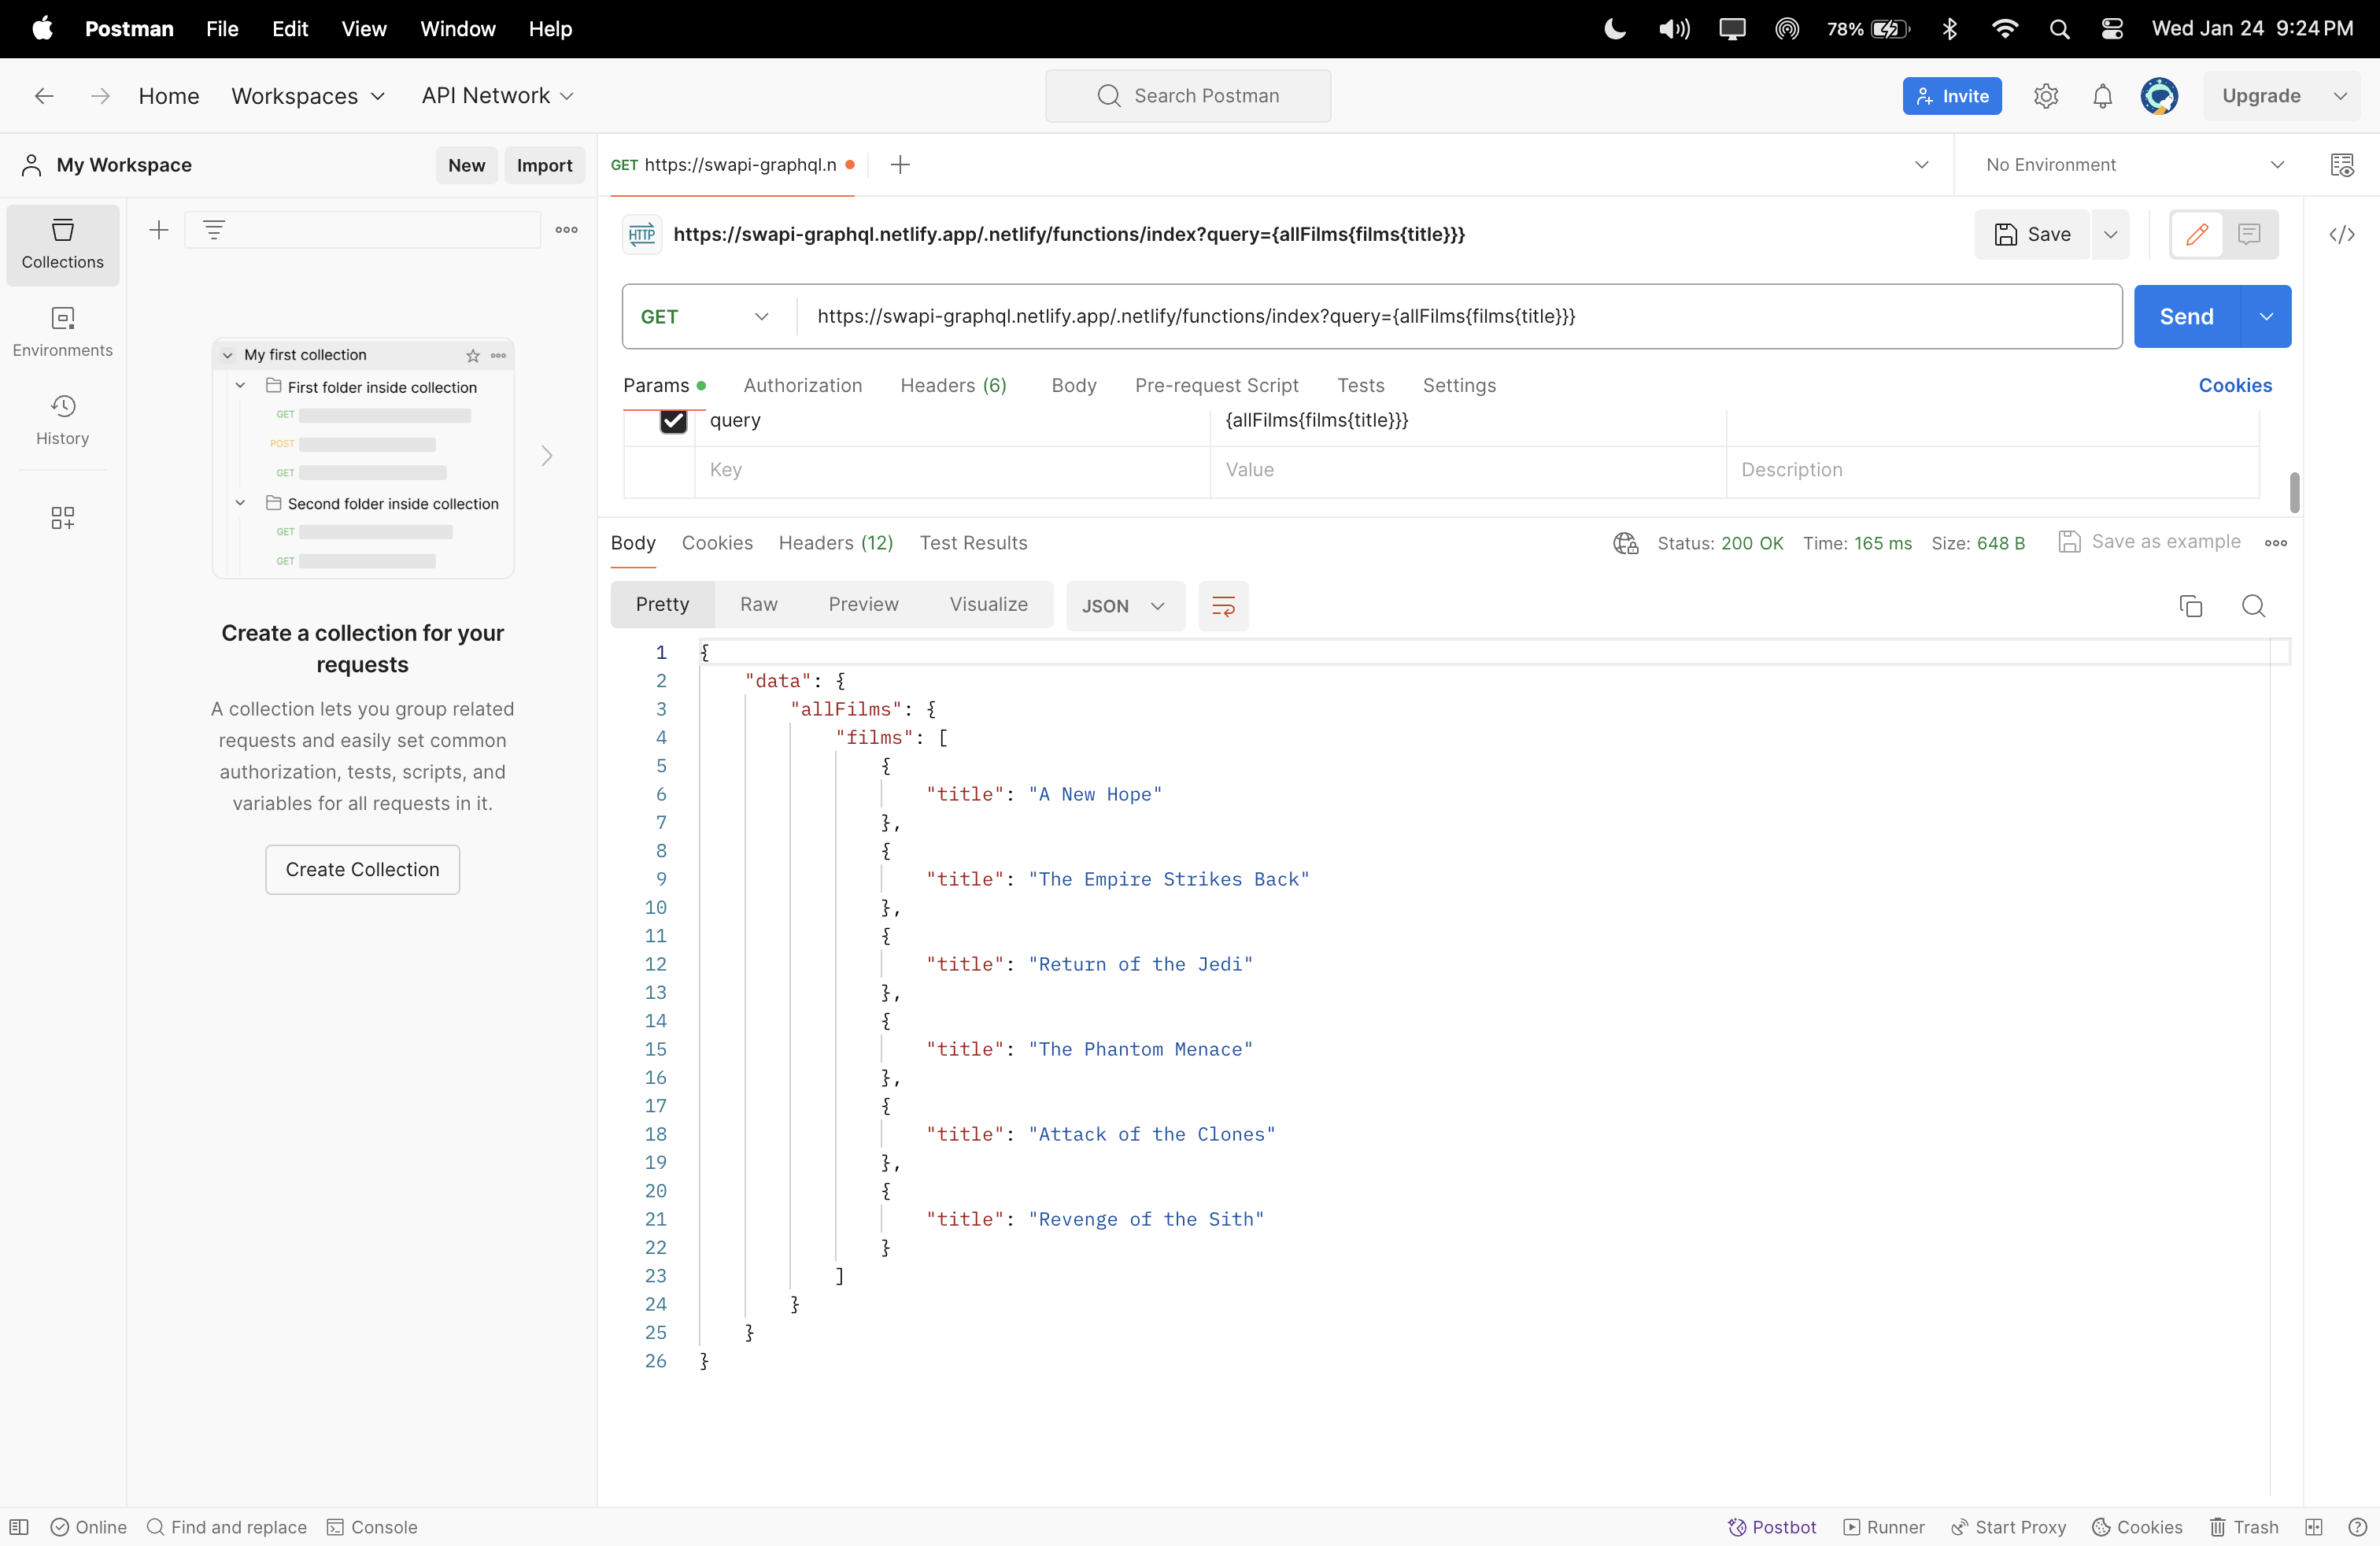 Postman File Edit View Window Help 78% Wed Jan 24 9:24 PM
Home Workspaces API Network Search Postman Invite Upgrade
My Workspace New Import GET https://swapi-graphql.n No Environment
Collections
Environments
History
My first collection
First folder inside collection
GET
POST
GET
Second folder inside collection
GET
GET
Create a collection for your
requests
A collection lets you group related
requests and easily set common
authorization, tests, scripts, and
variables for all requests in it.
Create Collection
HTTP https://swapi-graphql.netlify.app/.netlify/functions/index?query={allFilms{films{title}}} Save
GET https://swapi-graphql.netlify.app/.netlify/functions/index?query={allFilms{films{title}}} Send
Params Authorization Headers (6) Body Pre-request Script Tests Settings Cookies
query {allFilms{films{title}}}
Key Value Description
Body Cookies Headers (12) Test Results Status: 200 OK Time: 165 ms Size: 648 B Save as example
Pretty Raw Preview Visualize JSON
1 {
2 "data": {
3 "allFilms": {
4 "films": [
5 {
6 "title": "A New Hope"
7 },
8 {
9 "title": "The Empire Strikes Back"
10 },
11 {
12 "title": "Return of the Jedi"
13 },
14 {
15 "title": "The Phantom Menace"
16 },
17 {
18 "title": "Attack of the Clones"
19 },
20 {
21 "title": "Revenge of the Sith"
22 }
23 ]
24 }
25 }
26 }
Online Find and replace Console Postbot Runner Start Proxy Cookies Trash